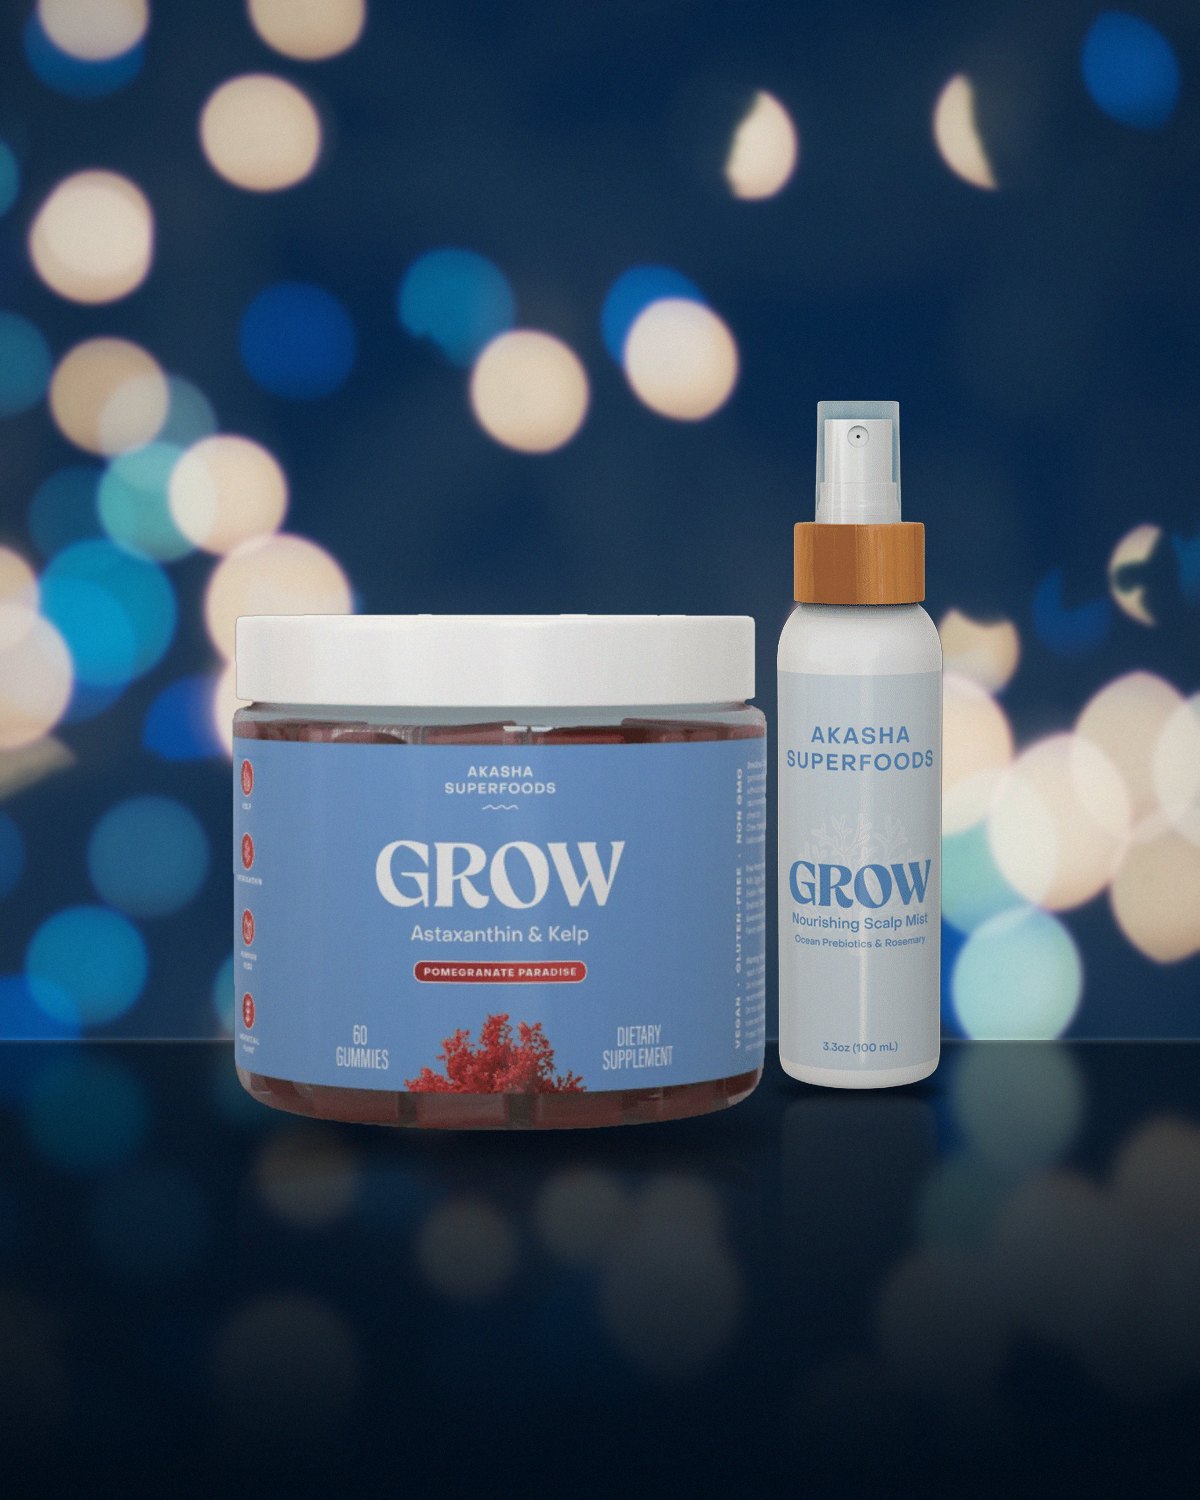 AKASHA
SUPERFOODS
GROW
Astaxanthin & Kelp
POMEGRANATE PARADISE
60
GUMMIES
DIETARY
SUPPLEMENT
VEGAN • GLUTEN-FREE • NON GMO
KELP
AKASHA
SUPERFOODS
GROW
Nourishing Scalp Mist
Ocean Prebiotics & Rosemary
3.3oz (100 mL)